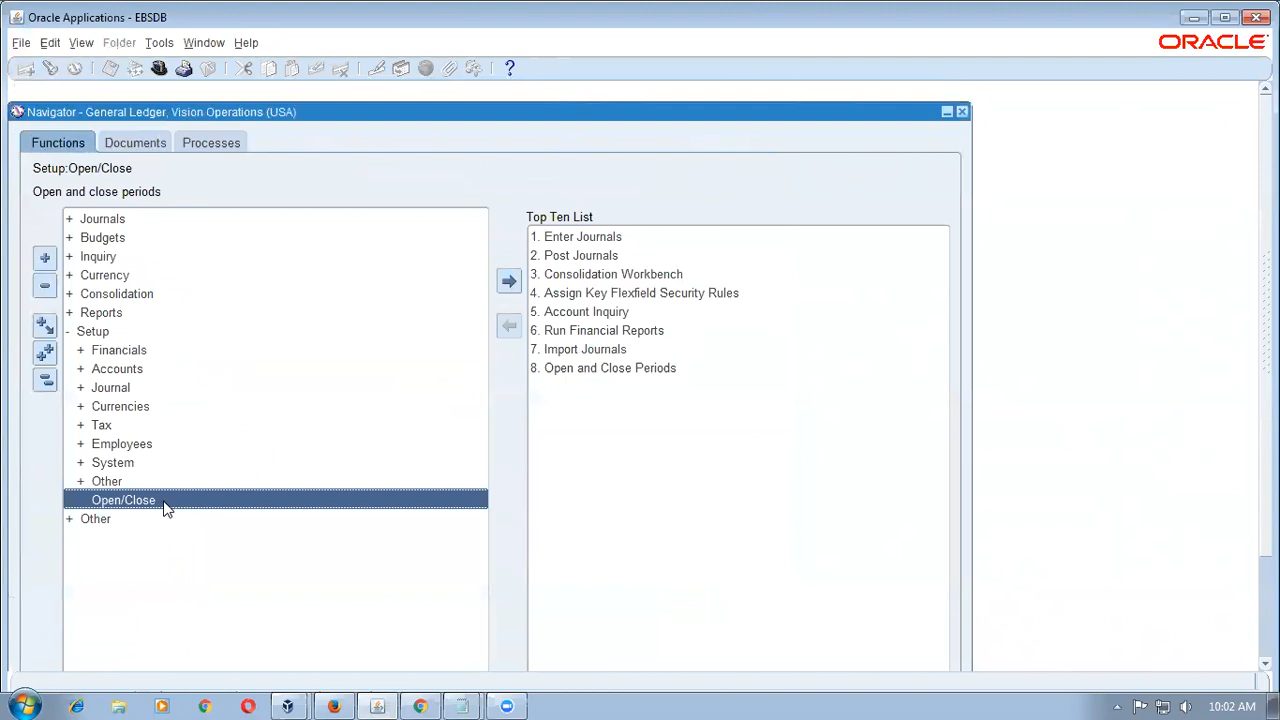 Oracle Applications - EBSDB
File Edit View Folder Tools Window Help
ORACLE
Navigator - General Ledger, Vision Operations (USA)
Functions Documents Processes
Setup:Open/Close
Open and close periods
+ Journals
+ Budgets
+ Inquiry
+ Currency
+ Consolidation
+ Reports
- Setup
+ Financials
+ Accounts
+ Journal
+ Currencies
+ Tax
+ Employees
+ System
+ Other
Open/Close
+ Other
Top Ten List
1. Enter Journals
2. Post Journals
3. Consolidation Workbench
4. Assign Key Flexfield Security Rules
5. Account Inquiry
6. Run Financial Reports
7. Import Journals
8. Open and Close Periods
10:02 AM